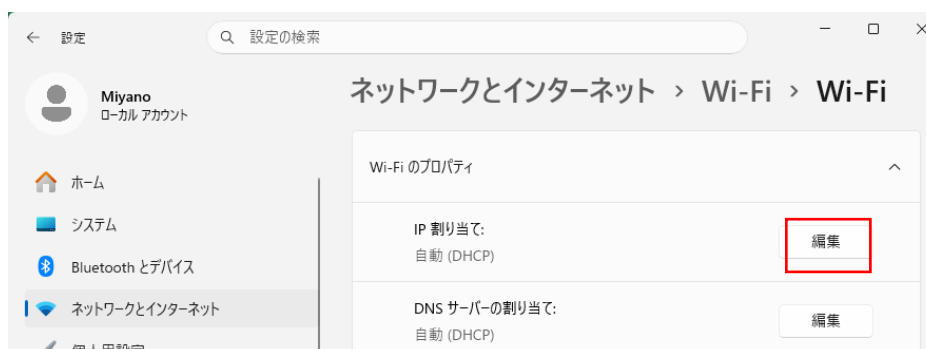 設定
設定の検索
Miyano
ローカル アカウント
ネットワークとインターネット › Wi-Fi › Wi-Fi
Wi-Fi のプロパティ
ホーム
システム
Bluetooth とデバイス
ネットワークとインターネット
個人用設定
IP 割り当て:
自動 (DHCP)
編集
DNS サーバーの割り当て:
自動 (DHCP)
編集